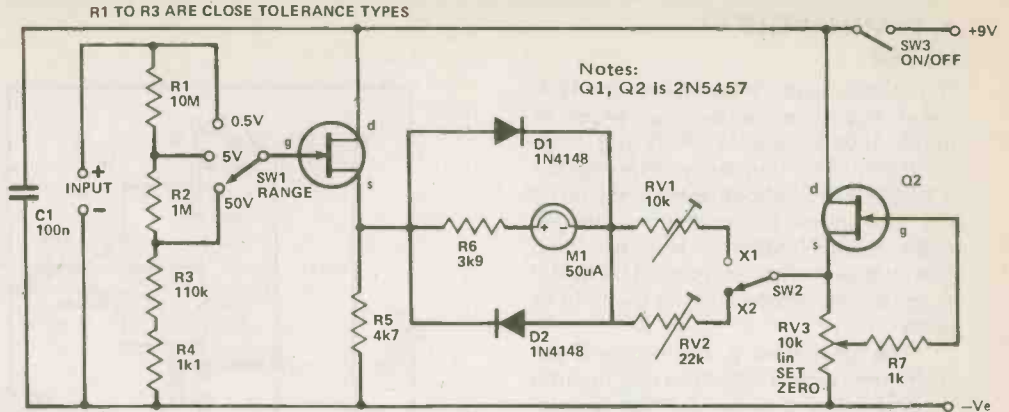 R1 TO R3 ARE CLOSE TOLERANCE TYPES
+9V
SW3
ON/OFF
Notes:
Q1, Q2 is 2N5457
R1
10M
0.5V
g
d
s
D1
1N4148
+
INPUT
-
5V
SW1
RANGE
50V
C1
100n
R2
1M
R3
110k
R4
1k1
R5
4k7
R6
3k9
+ -
M1
50uA
D2
1N4148
RV1
10k
X1
X2
SW2
RV2
22k
d
Q2
g
s
RV3
10k
lin
SET
ZERO
R7
1k
-Ve